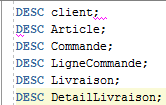 DESC client;
DESC Article;
DESC Commande;
DESC LigneCommande;
DESC Livraison;
DESC DetailLivraison;